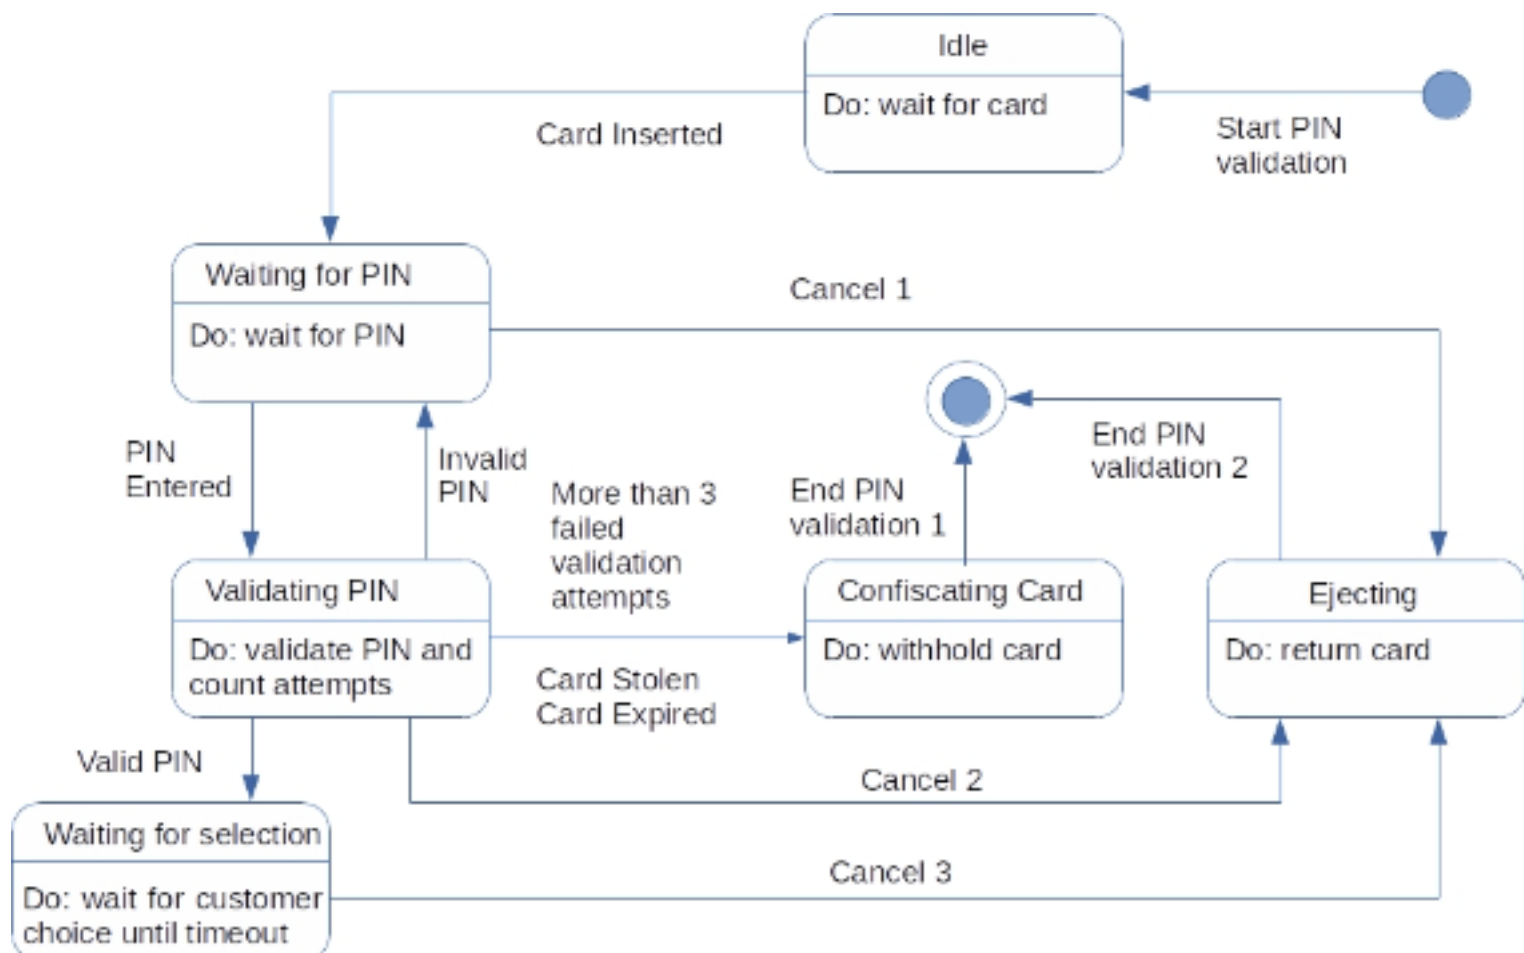 Idle
Do: wait for card
Start PIN
validation
Card Inserted
Waiting for PIN
Do: wait for PIN
Cancel 1
PIN
Entered
Invalid
PIN
More than 3
failed
validation
attempts
End PIN
validation 1
End PIN
validation 2
Validating PIN
Do: validate PIN and
count attempts
Card Stolen
Card Expired
Confiscating Card
Do: withhold card
Ejecting
Do: return card
Valid PIN
Cancel 2
Waiting for selection
Do: wait for customer
choice until timeout
Cancel 3